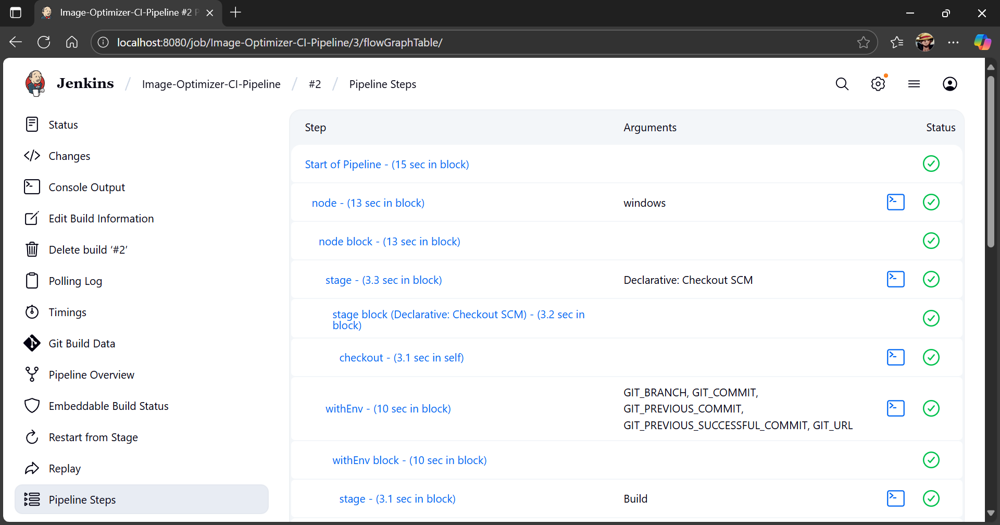 Image-Optimizer-CI-Pipeline #2
localhost:8080/job/Image-Optimizer-CI-Pipeline/3/flowGraphTable/
Jenkins / Image-Optimizer-CI-Pipeline / #2 / Pipeline Steps
Status
Changes
Console Output
Edit Build Information
Delete build ‘#2’
Polling Log
Timings
Git Build Data
Pipeline Overview
Embeddable Build Status
Restart from Stage
Replay
Pipeline Steps
Step Arguments Status
Start of Pipeline - (15 sec in block)
node - (13 sec in block) windows
node block - (13 sec in block)
stage - (3.3 sec in block) Declarative: Checkout SCM
stage block (Declarative: Checkout SCM) - (3.2 sec in
block)
checkout - (3.1 sec in self)
withEnv - (10 sec in block)
GIT_BRANCH, GIT_COMMIT,
GIT_PREVIOUS_COMMIT,
GIT_PREVIOUS_SUCCESSFUL_COMMIT, GIT_URL
withEnv block - (10 sec in block)
stage - (3.1 sec in block) Build